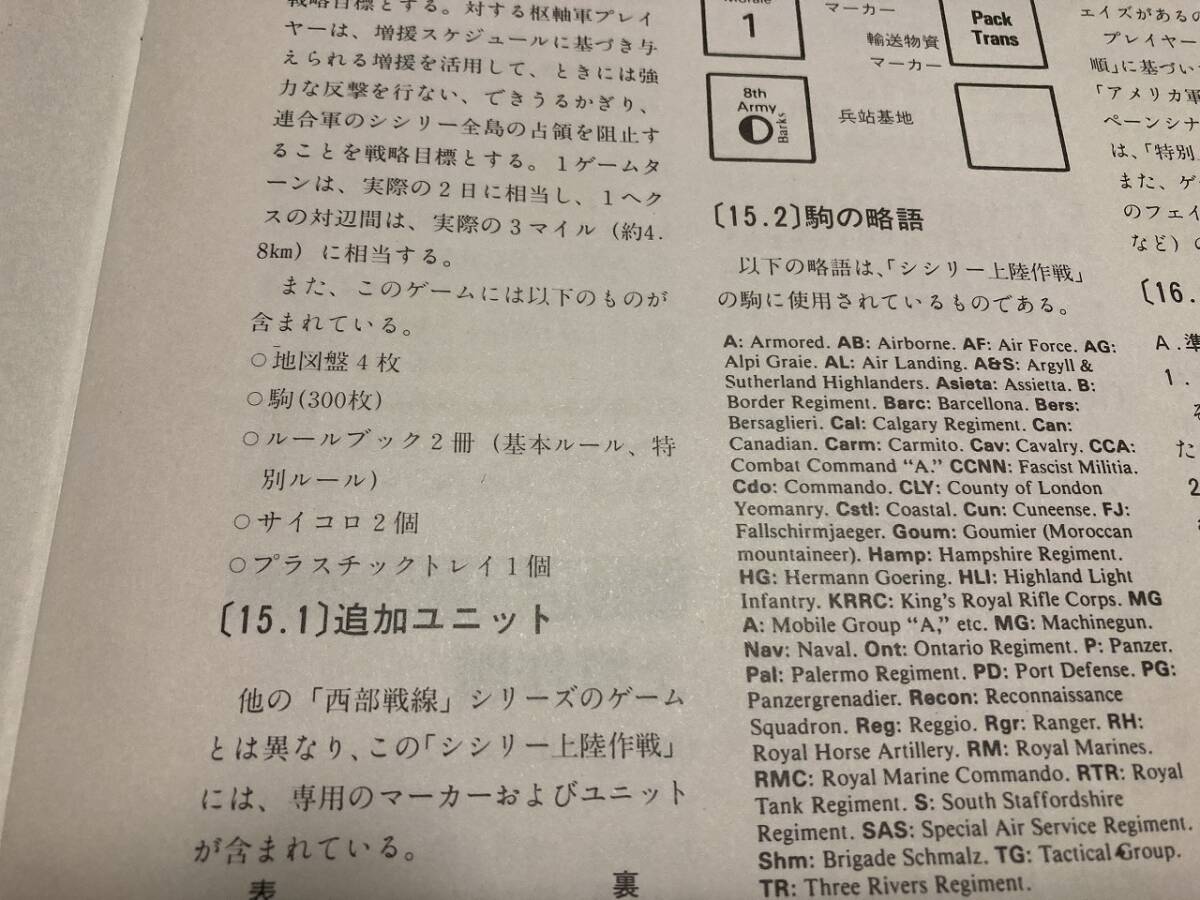 戦略目標とする。対する枢軸軍プレイ
ヤーは、増援スケジュールに基づき与
えられる増援を活用して、ときには強
力な反撃を行ない、できうるかぎり、
連合軍のシシリー全島の占領を阻止す
ることを戦略目標とする。1ゲームタ
ーンは、実際の2日に相当し、1ヘク
スの対辺間は、実際の3マイル（約4.
8km）に相当する。
また、このゲームには以下のものが
含まれている。
○地図盤4枚
○駒(300枚)
○ルールブック2冊（基本ルール、特
別ルール）
○サイコロ2個
○プラスチックトレイ1個
〔15.1〕追加ユニット
他の「西部戦線」シリーズのゲーム
とは異なり、この「シシリー上陸作戦」
には、専用のマーカーおよびユニット
が含まれている。
表
裏
Morale
1
マーカー
輸送物資
マーカー
Pack
Trans
8th
Army
Barks
兵站基地
〔15.2〕駒の略語
以下の略語は、「シシリー上陸作戦」
の駒に使用されているものである。
A: Armored. AB: Airborne. AF: Air Force. AG:
Alpi Graie. AL: Air Landing. A&S: Argyll &
Sutherland Highlanders. Asieta: Assietta. B:
Border Regiment. Barc: Barcellona. Bers:
Bersaglieri. Cal: Calgary Regiment. Can:
Canadian. Carm: Carmito. Cav: Cavalry. CCA:
Combat Command "A." CCNN: Fascist Militia.
Cdo: Commando. CLY: County of London
Yeomanry. Cstl: Coastal. Cun: Cuneense. FJ:
Fallschirmjaeger. Goum: Goumier (Moroccan
mountaineer). Hamp: Hampshire Regiment.
HG: Hermann Goering. HLI: Highland Light
Infantry. KRRC: King's Royal Rifle Corps. MG
A: Mobile Group "A," etc. MG: Machinegun.
Nav: Naval. Ont: Ontario Regiment. P: Panzer.
Pal: Palermo Regiment. PD: Port Defense. PG:
Panzergrenadier. Recon: Reconnaissance
Squadron. Reg: Reggio. Rgr: Ranger. RH:
Royal Horse Artillery. RM: Royal Marines.
RMC: Royal Marine Commando. RTR: Royal
Tank Regiment. S: South Staffordshire
Regiment. SAS: Special Air Service Regiment.
Shm: Brigade Schmalz. TG: Tactical Group.
TR: Three Rivers Regiment.
ェイズがあるの
プレイヤー
順」に基づい
「アメリカ軍
ペーンシナ
は、「特別
また、ゲ
のフェイ
など）の
〔16.
A.準
1.
た
2